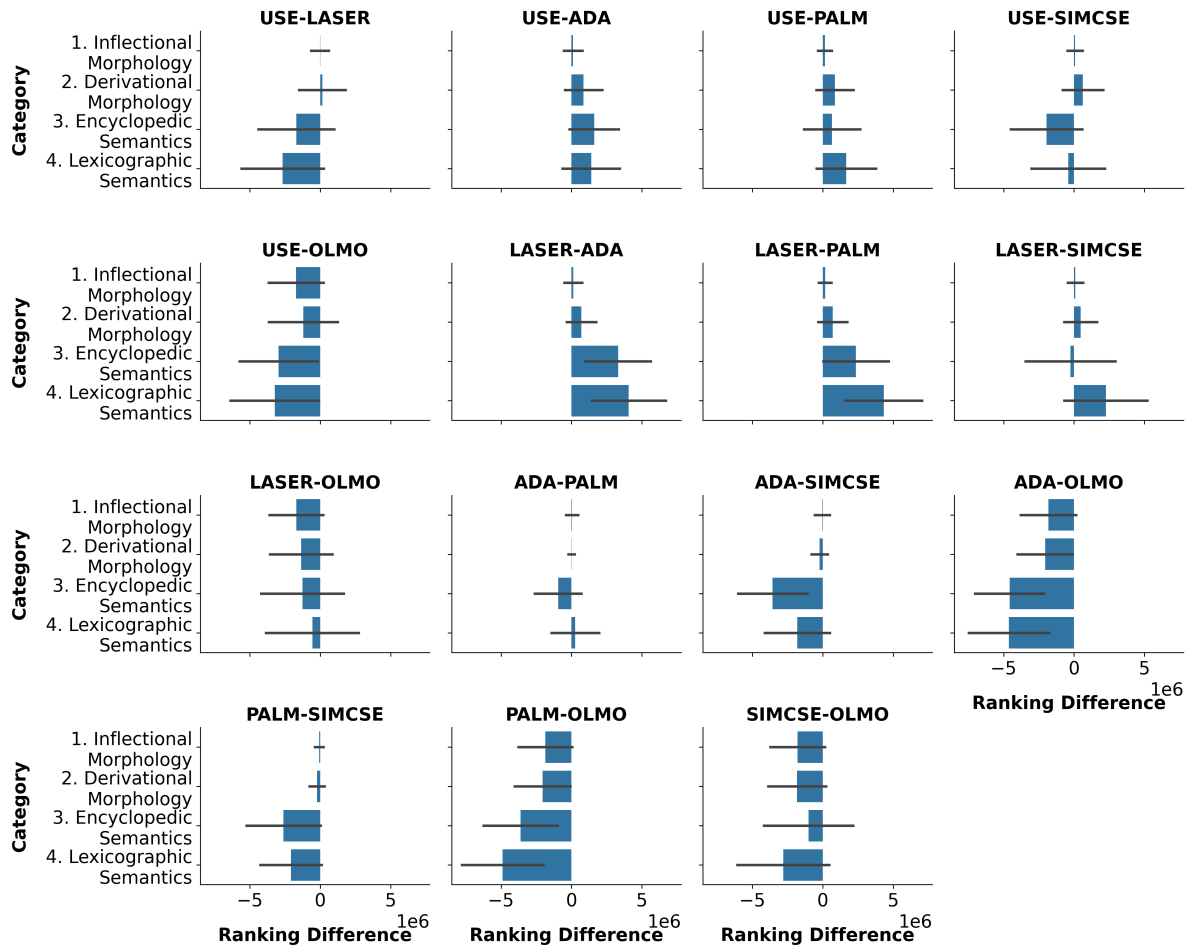 USE-LASER
USE-ADA
USE-PALM
USE-SIMCSE
Category
1. Inflectional
Morphology
2. Derivational
Morphology
3. Encyclopedic
Semantics
4. Lexicographic
Semantics
USE-OLMO
LASER-ADA
LASER-PALM
LASER-SIMCSE
Category
1. Inflectional
Morphology
2. Derivational
Morphology
3. Encyclopedic
Semantics
4. Lexicographic
Semantics
LASER-OLMO
ADA-PALM
ADA-SIMCSE
ADA-OLMO
Category
1. Inflectional
Morphology
2. Derivational
Morphology
3. Encyclopedic
Semantics
4. Lexicographic
Semantics
−5 0 5
1e6
Ranking Difference
PALM-SIMCSE
PALM-OLMO
SIMCSE-OLMO
Category
1. Inflectional
Morphology
2. Derivational
Morphology
3. Encyclopedic
Semantics
4. Lexicographic
Semantics
−5 0 5
1e6
Ranking Difference
−5 0 5
1e6
Ranking Difference
−5 0 5
1e6
Ranking Difference